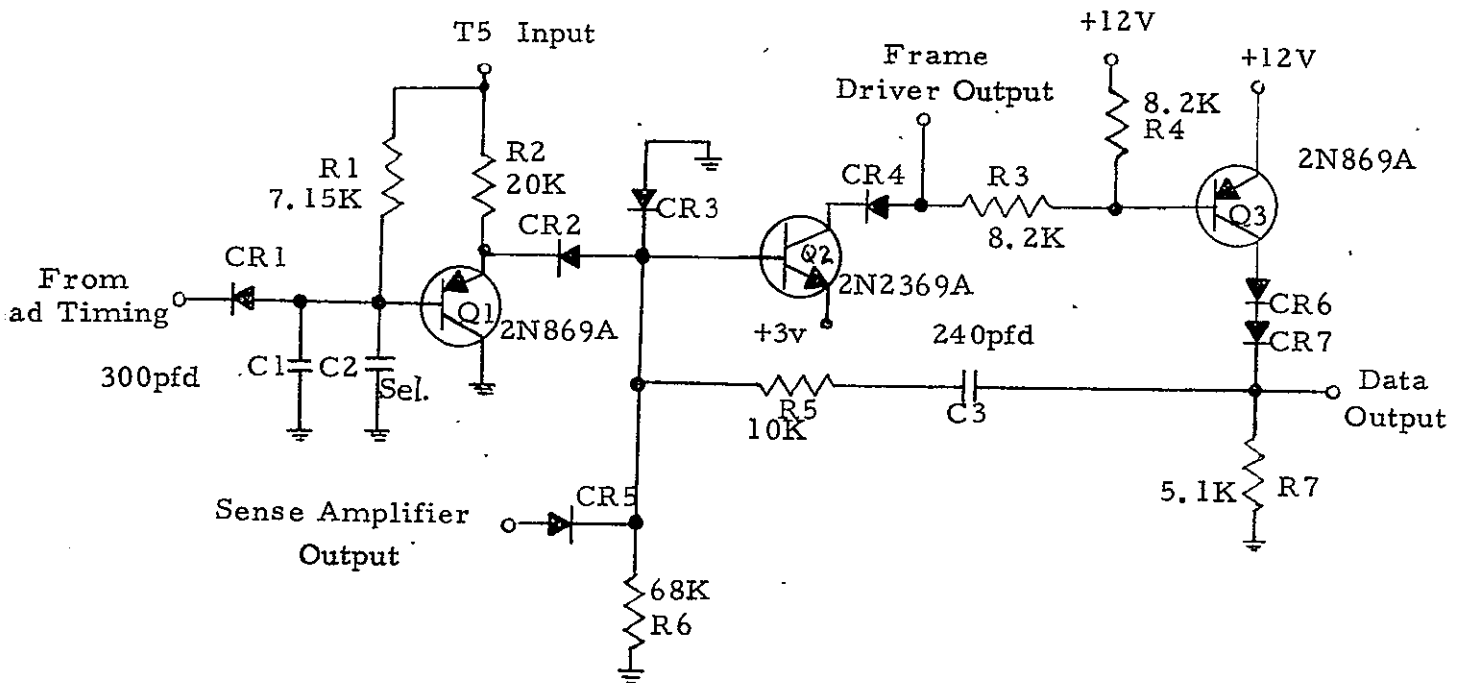 T5 Input
+12V
+12V
Frame
Driver Output
8.2K
R4
2N869A
R1
7.15K
R2
20K
CR3
CR4
R3
8.2K
Q3
CR2
Q2
2N2369A
From
ad Timing
CR1
Q1
2N869A
+3v
CR6
CR7
300pfd
C1
C2
Sel.
240pfd
R5
10K
C3
Data
Output
5.1K
R7
Sense Amplifier
Output
CR5
68K
R6